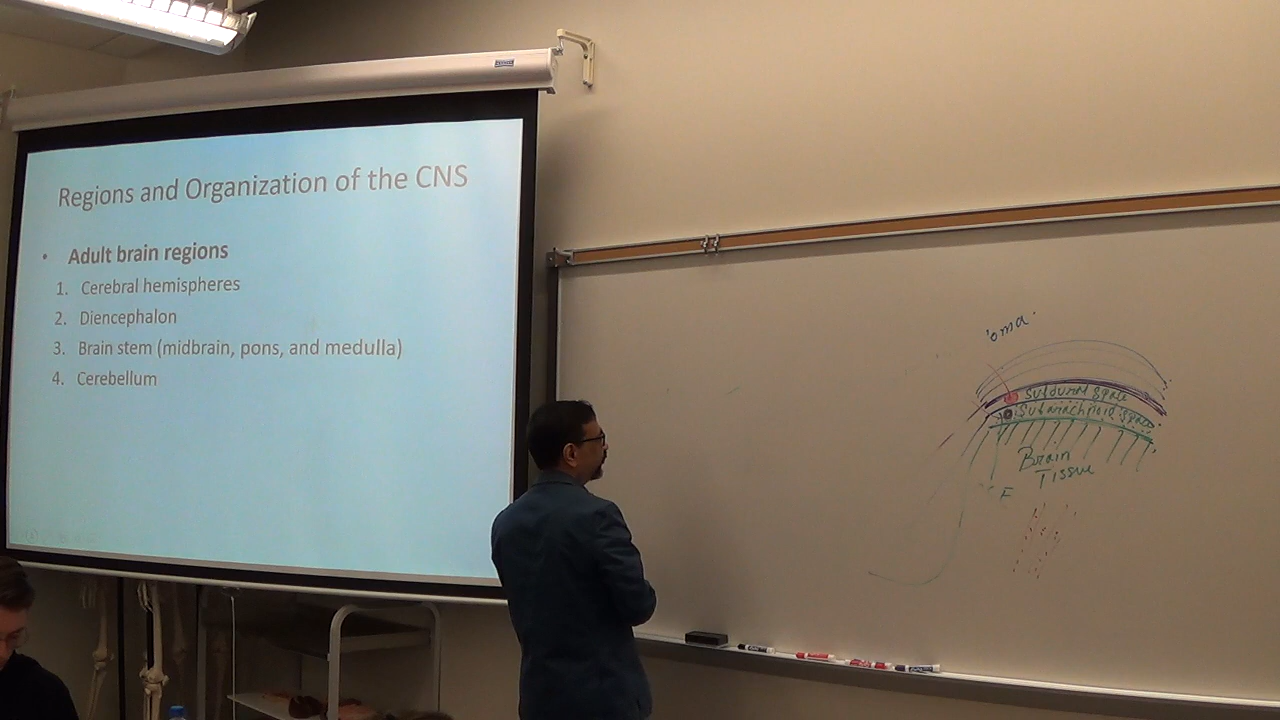 Regions and Organization of the CNS
• Adult brain regions
1. Cerebral hemispheres
2. Diencephalon
3. Brain stem (midbrain, pons, and medulla)
4. Cerebellum
oma
Subdural space
Subarachnoid space
Brain
Tissue
F